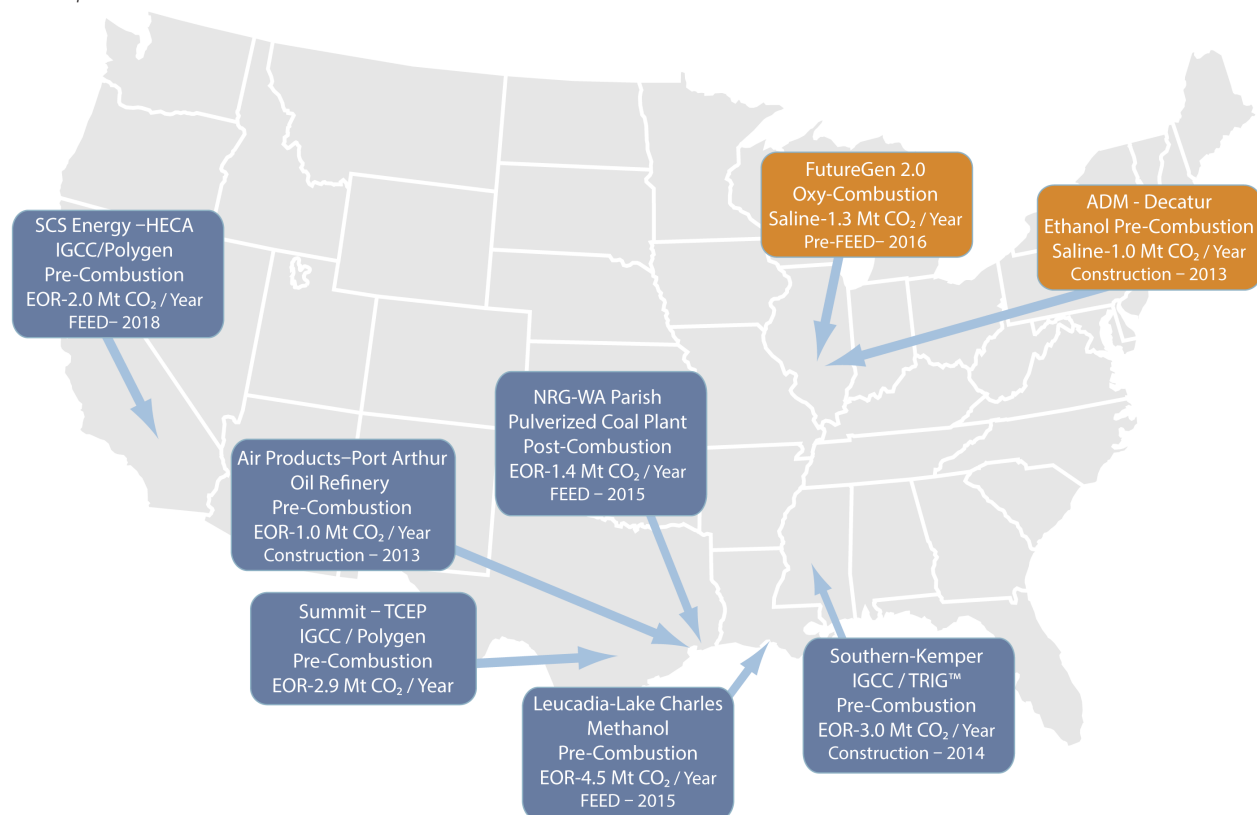 FutureGen 2.0
Oxy-Combustion
Saline-1.3 Mt CO₂ / Year
Pre-FEED– 2016
ADM - Decatur
Ethanol Pre-Combustion
Saline-1.0 Mt CO₂ / Year
Construction – 2013
SCS Energy –HECA
IGCC/Polygen
Pre-Combustion
EOR-2.0 Mt CO₂ / Year
FEED– 2018
NRG-WA Parish
Pulverized Coal Plant
Post-Combustion
EOR-1.4 Mt CO₂ / Year
FEED – 2015
Air Products–Port Arthur
Oil Refinery
Pre-Combustion
EOR-1.0 Mt CO₂ / Year
Construction – 2013
Summit – TCEP
IGCC / Polygen
Pre-Combustion
EOR-2.9 Mt CO₂ / Year
Leucadia-Lake Charles
Methanol
Pre-Combustion
EOR-4.5 Mt CO₂ / Year
FEED – 2015
Southern-Kemper
IGCC / TRIG™
Pre-Combustion
EOR-3.0 Mt CO₂ / Year
Construction – 2014